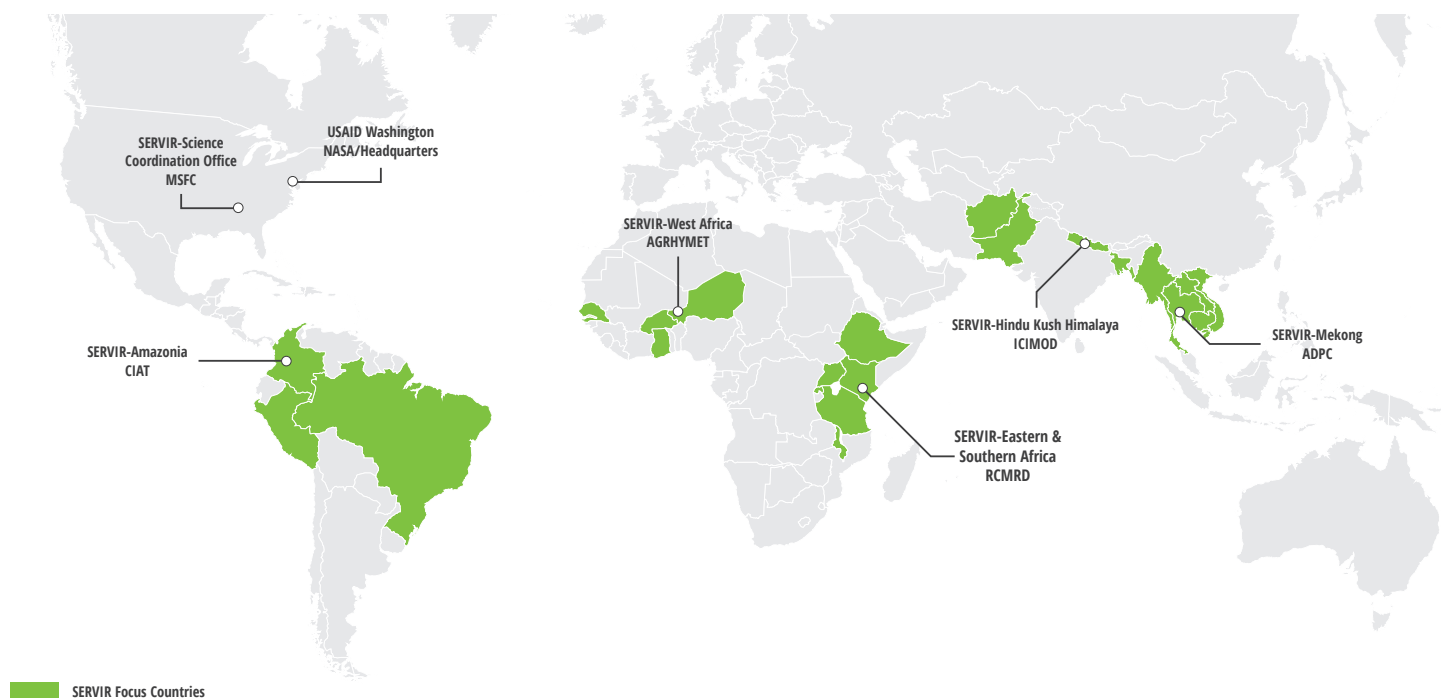 USAID Washington
NASA/Headquarters
SERVIR-Science
Coordination Office
MSFC
SERVIR-West Africa
AGRHYMET
SERVIR-Hindu Kush Himalaya
ICIMOD
SERVIR-Mekong
ADPC
SERVIR-Amazonia
CIAT
SERVIR-Eastern &
Southern Africa
RCMRD
SERVIR Focus Countries